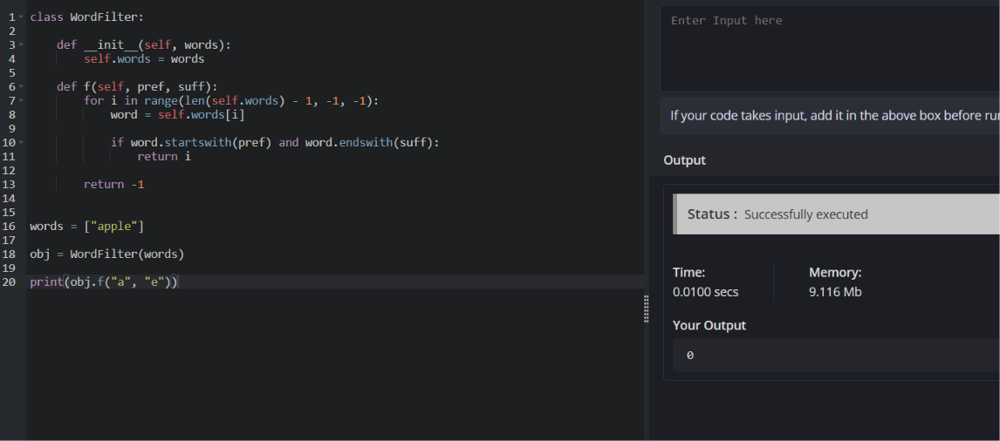 1 class WordFilter:
2
3 def __init__(self, words):
4 self.words = words
5
6 def f(self, pref, suff):
7 for i in range(len(self.words) - 1, -1, -1):
8 word = self.words[i]
9
10 if word.startswith(pref) and word.endswith(suff):
11 return i
12
13 return -1
14
15
16 words = ["apple"]
17
18 obj = WordFilter(words)
19
20 print(obj.f("a", "e"))
Enter Input here
If your code takes input, add it in the above box before
Output
Status : Successfully executed
Time:
0.0100 secs
Memory:
9.116 Mb
Your Output
0